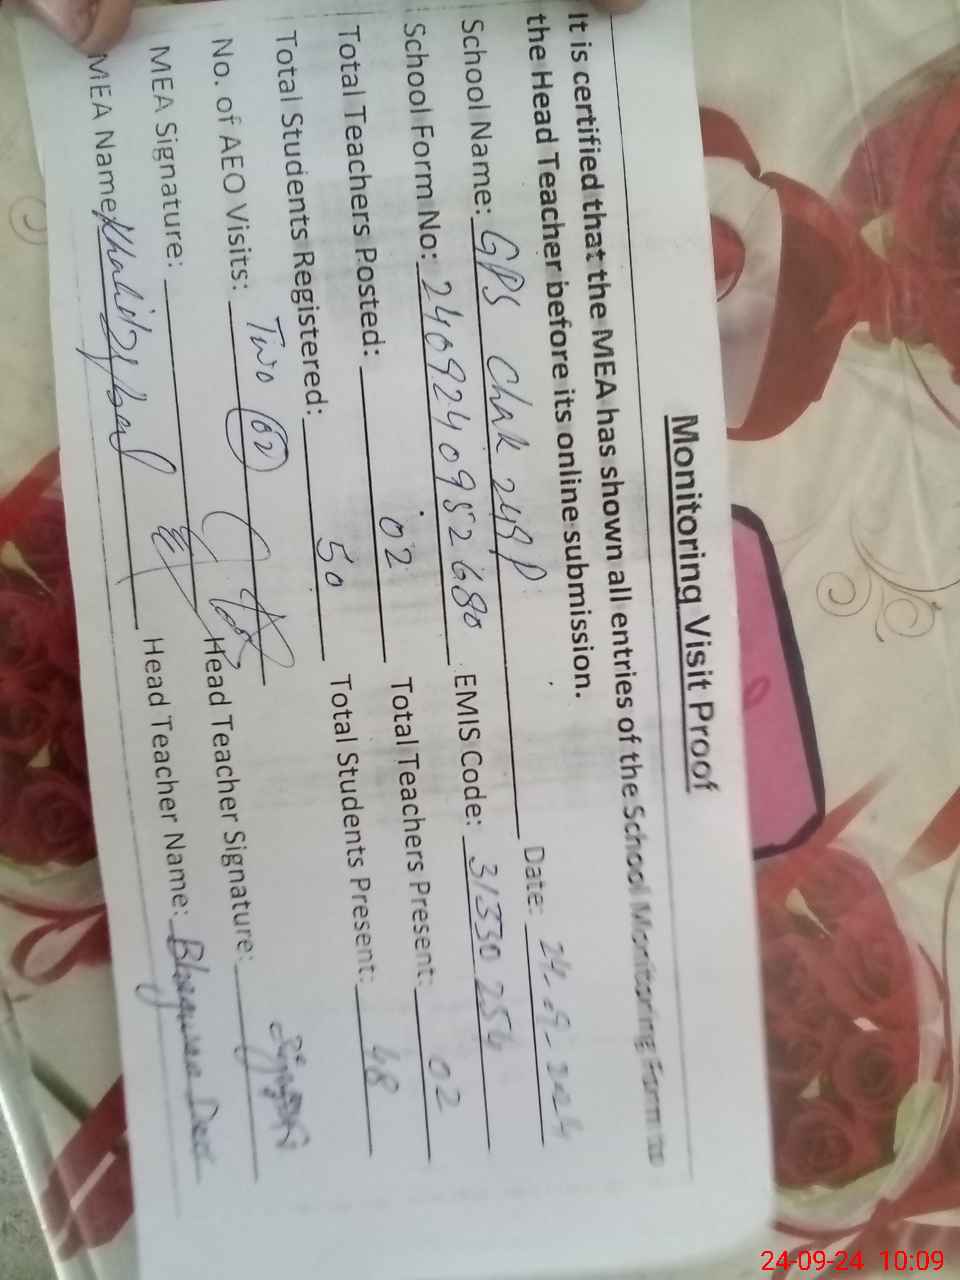 Monitoring Visit Proof
It is certified that the MEA has shown all entries of the School Monitoring Form to
the Head Teacher before its online submission.
School Name: GPS Chak 248 P Date: 24-9-2024
School Form No: 2409240952680 EMIS Code: 31330254
Total Teachers Posted: 02 Total Teachers Present: 02
Total Students Registered: 50 Total Students Present: 48
No. of AEO Visits: Two (02)
MEA Signature: Head Teacher Signature:
MEA Name: Khalid Head Teacher Name:
24-09-24 10:09